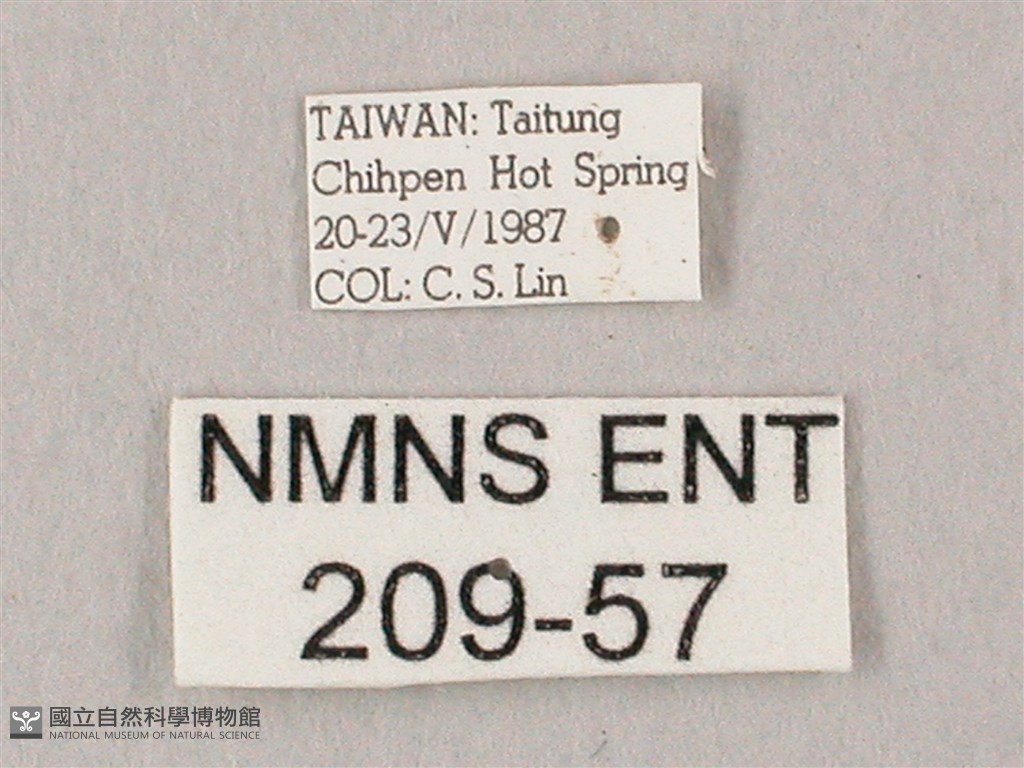 TAIWAN: Taitung
Chihpen Hot Spring
20-23/V/1987
COL: C. S. Lin
NMNS ENT
209-57
國立自然科學博物館
NATIONAL MUSEUM OF NATURAL SCIENCE